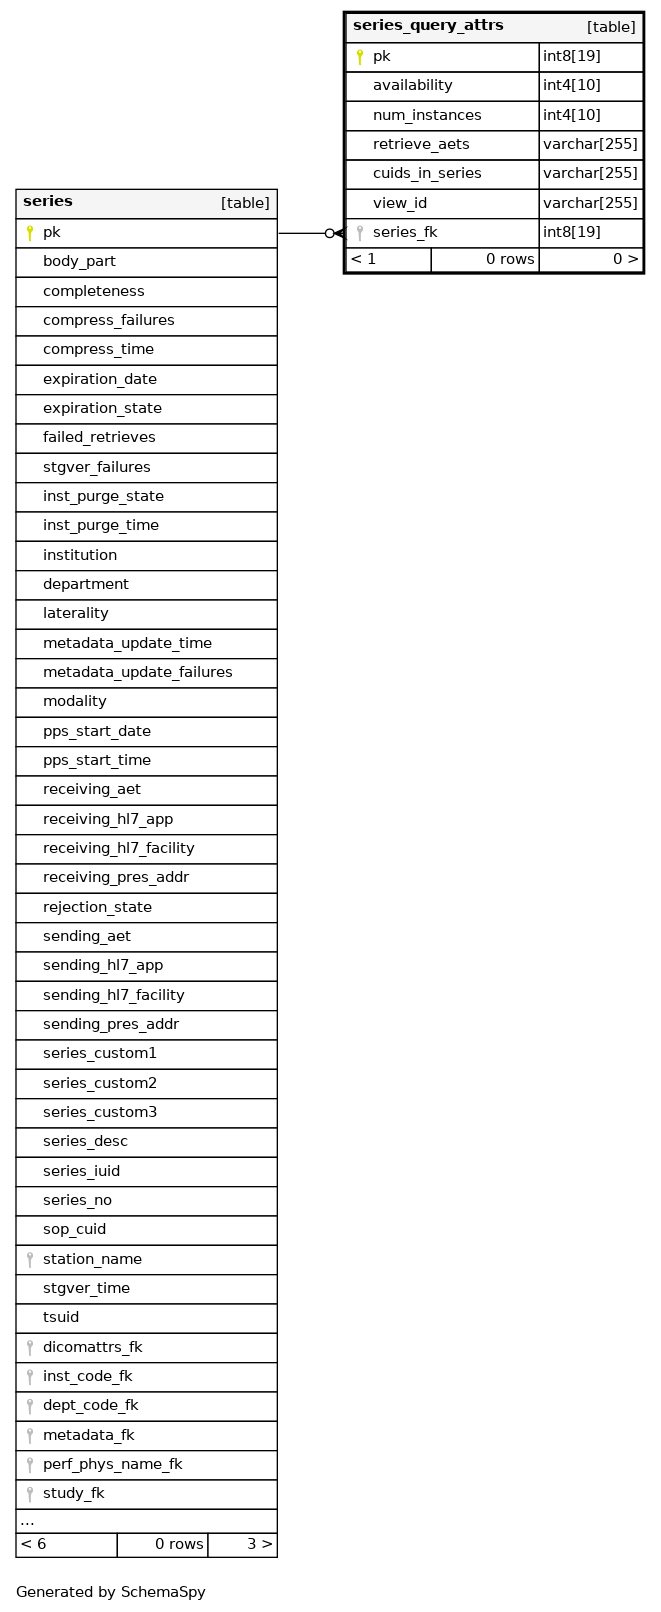 series_query_attrs [table]
pk int8[19]
availability int4[10]
num_instances int4[10]
retrieve_aets varchar[255]
cuids_in_series varchar[255]
view_id varchar[255]
series_fk int8[19]
< 1 0 rows 0 >
series [table]
pk
body_part
completeness
compress_failures
compress_time
expiration_date
expiration_state
failed_retrieves
stgver_failures
inst_purge_state
inst_purge_time
institution
department
laterality
metadata_update_time
metadata_update_failures
modality
pps_start_date
pps_start_time
receiving_aet
receiving_hl7_app
receiving_hl7_facility
receiving_pres_addr
rejection_state
sending_aet
sending_hl7_app
sending_hl7_facility
sending_pres_addr
series_custom1
series_custom2
series_custom3
series_desc
series_iuid
series_no
sop_cuid
station_name
stgver_time
tsuid
dicomattrs_fk
inst_code_fk
dept_code_fk
metadata_fk
perf_phys_name_fk
study_fk
...
< 6 0 rows 3 >
Generated by SchemaSpy